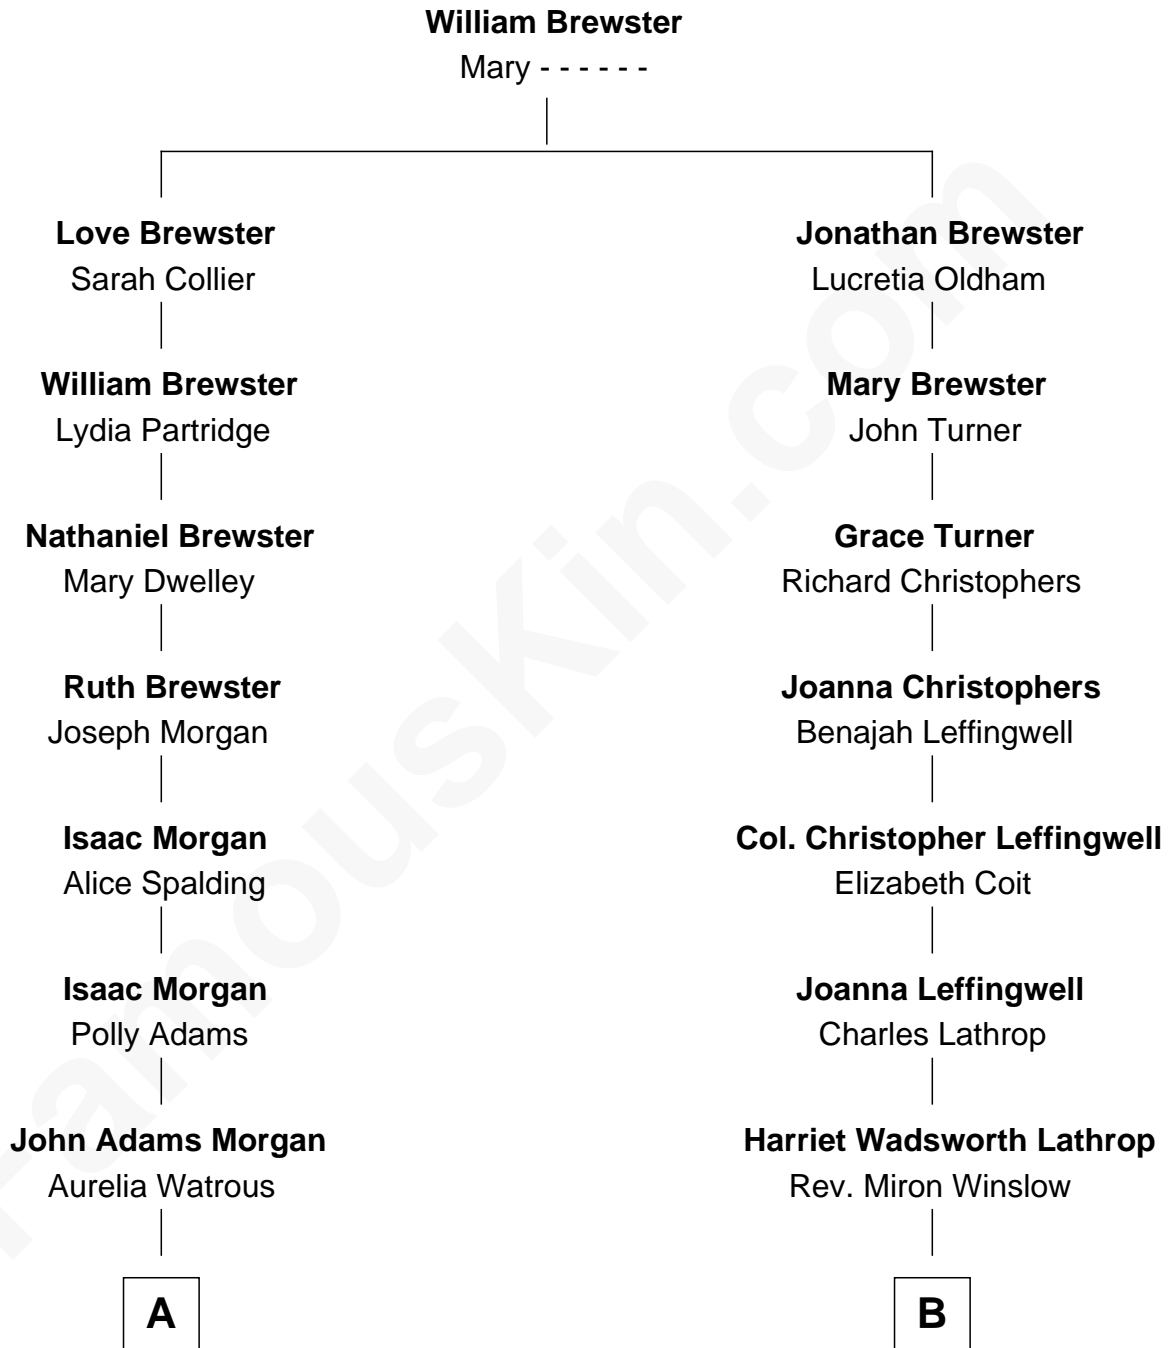 William Brewster
Mary - - - - - -
Love Brewster
Sarah Collier
Jonathan Brewster
Lucretia Oldham
William Brewster
Lydia Partridge
Mary Brewster
John Turner
Nathaniel Brewster
Mary Dwelley
Grace Turner
Richard Christophers
Ruth Brewster
Joseph Morgan
Joanna Christophers
Benajah Leffingwell
Isaac Morgan
Alice Spalding
Col. Christopher Leffingwell
Elizabeth Coit
Isaac Morgan
Polly Adams
Joanna Leffingwell
Charles Lathrop
John Adams Morgan
Aurelia Watrous
Harriet Wadsworth Lathrop
Rev. Miron Winslow
A
B
FamousKin.com